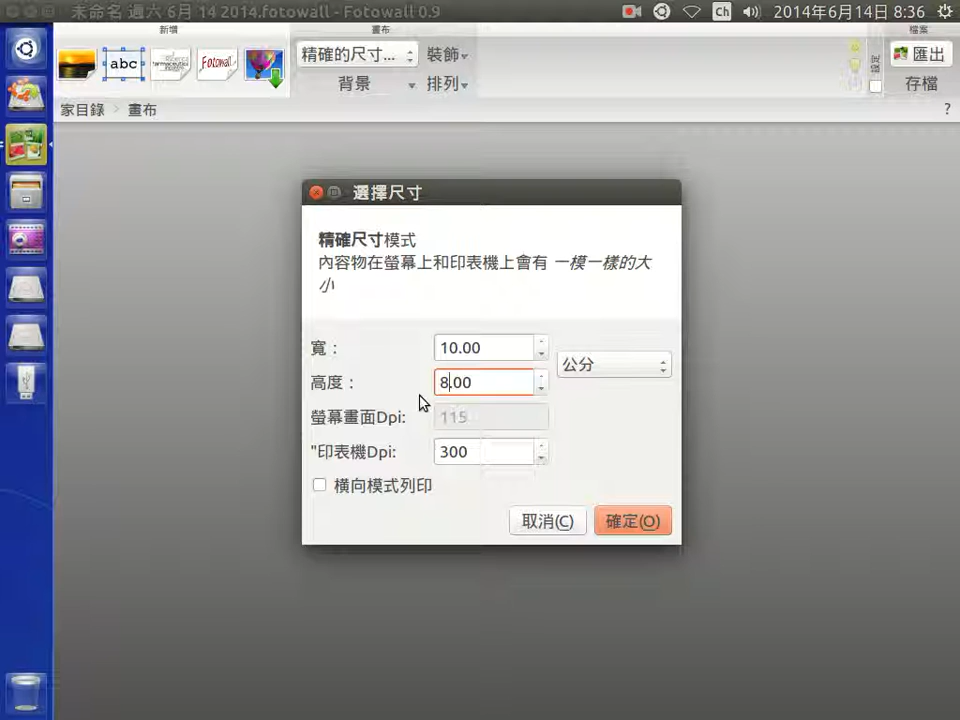 未命名 週六 6月 14 2014.fotowall - Fotowall 0.9
Ch
2014年6月14日 8:36
新增
畫布
檔案
abc
Fotowall
精確的尺寸...
裝飾
背景
排列
設定
匯出
存檔
家目錄
畫布
?
選擇尺寸
精確尺寸模式
內容物在螢幕上和印表機上會有 一模一樣的大
小
寬：
10.00
公分
高度：
8.00
螢幕畫面Dpi:
115
"印表機Dpi:
300
橫向模式列印
取消(C)
確定(O)